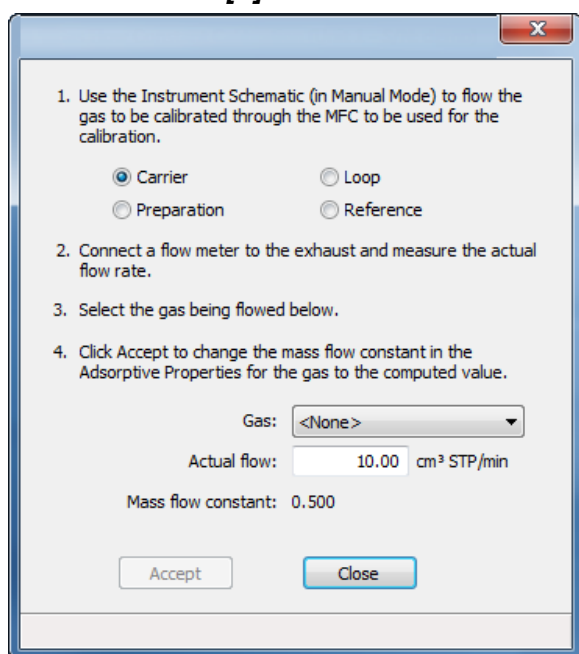 1. Use the Instrument Schematic (in Manual Mode) to flow the
gas to be calibrated through the MFC to be used for the
calibration.
Carrier Loop
Preparation Reference
2. Connect a flow meter to the exhaust and measure the actual
flow rate.
3. Select the gas being flowed below.
4. Click Accept to change the mass flow constant in the
Adsorptive Properties for the gas to the computed value.
Gas: <None>
Actual flow: 10.00 cm³ STP/min
Mass flow constant: 0.500
Accept Close